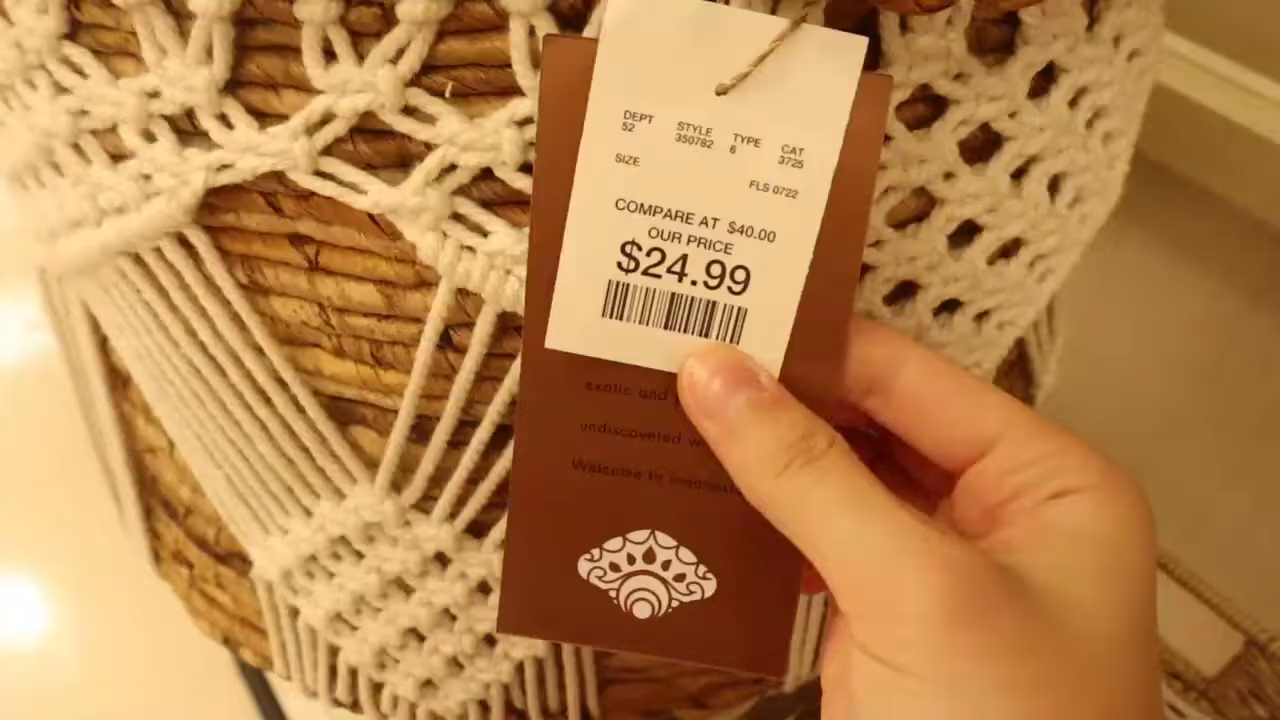 DEPT STYLE TYPE CAT
52 350782 6 3725
SIZE
FLS 0722
COMPARE AT $40.00
OUR PRICE
$24.99
exotic and
undiscovered
Welcome to